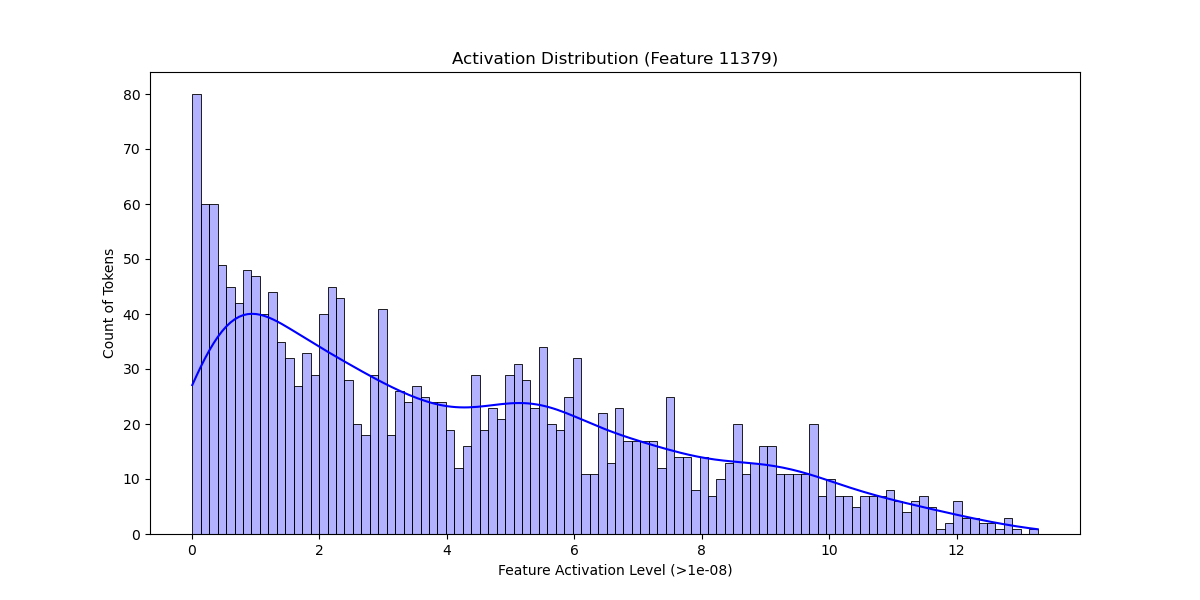 Activation Distribution (Feature 11379)
80
70
60
50
40
30
20
10
0
Count of Tokens
0 2 4 6 8 10 12
Feature Activation Level (>1e-08)